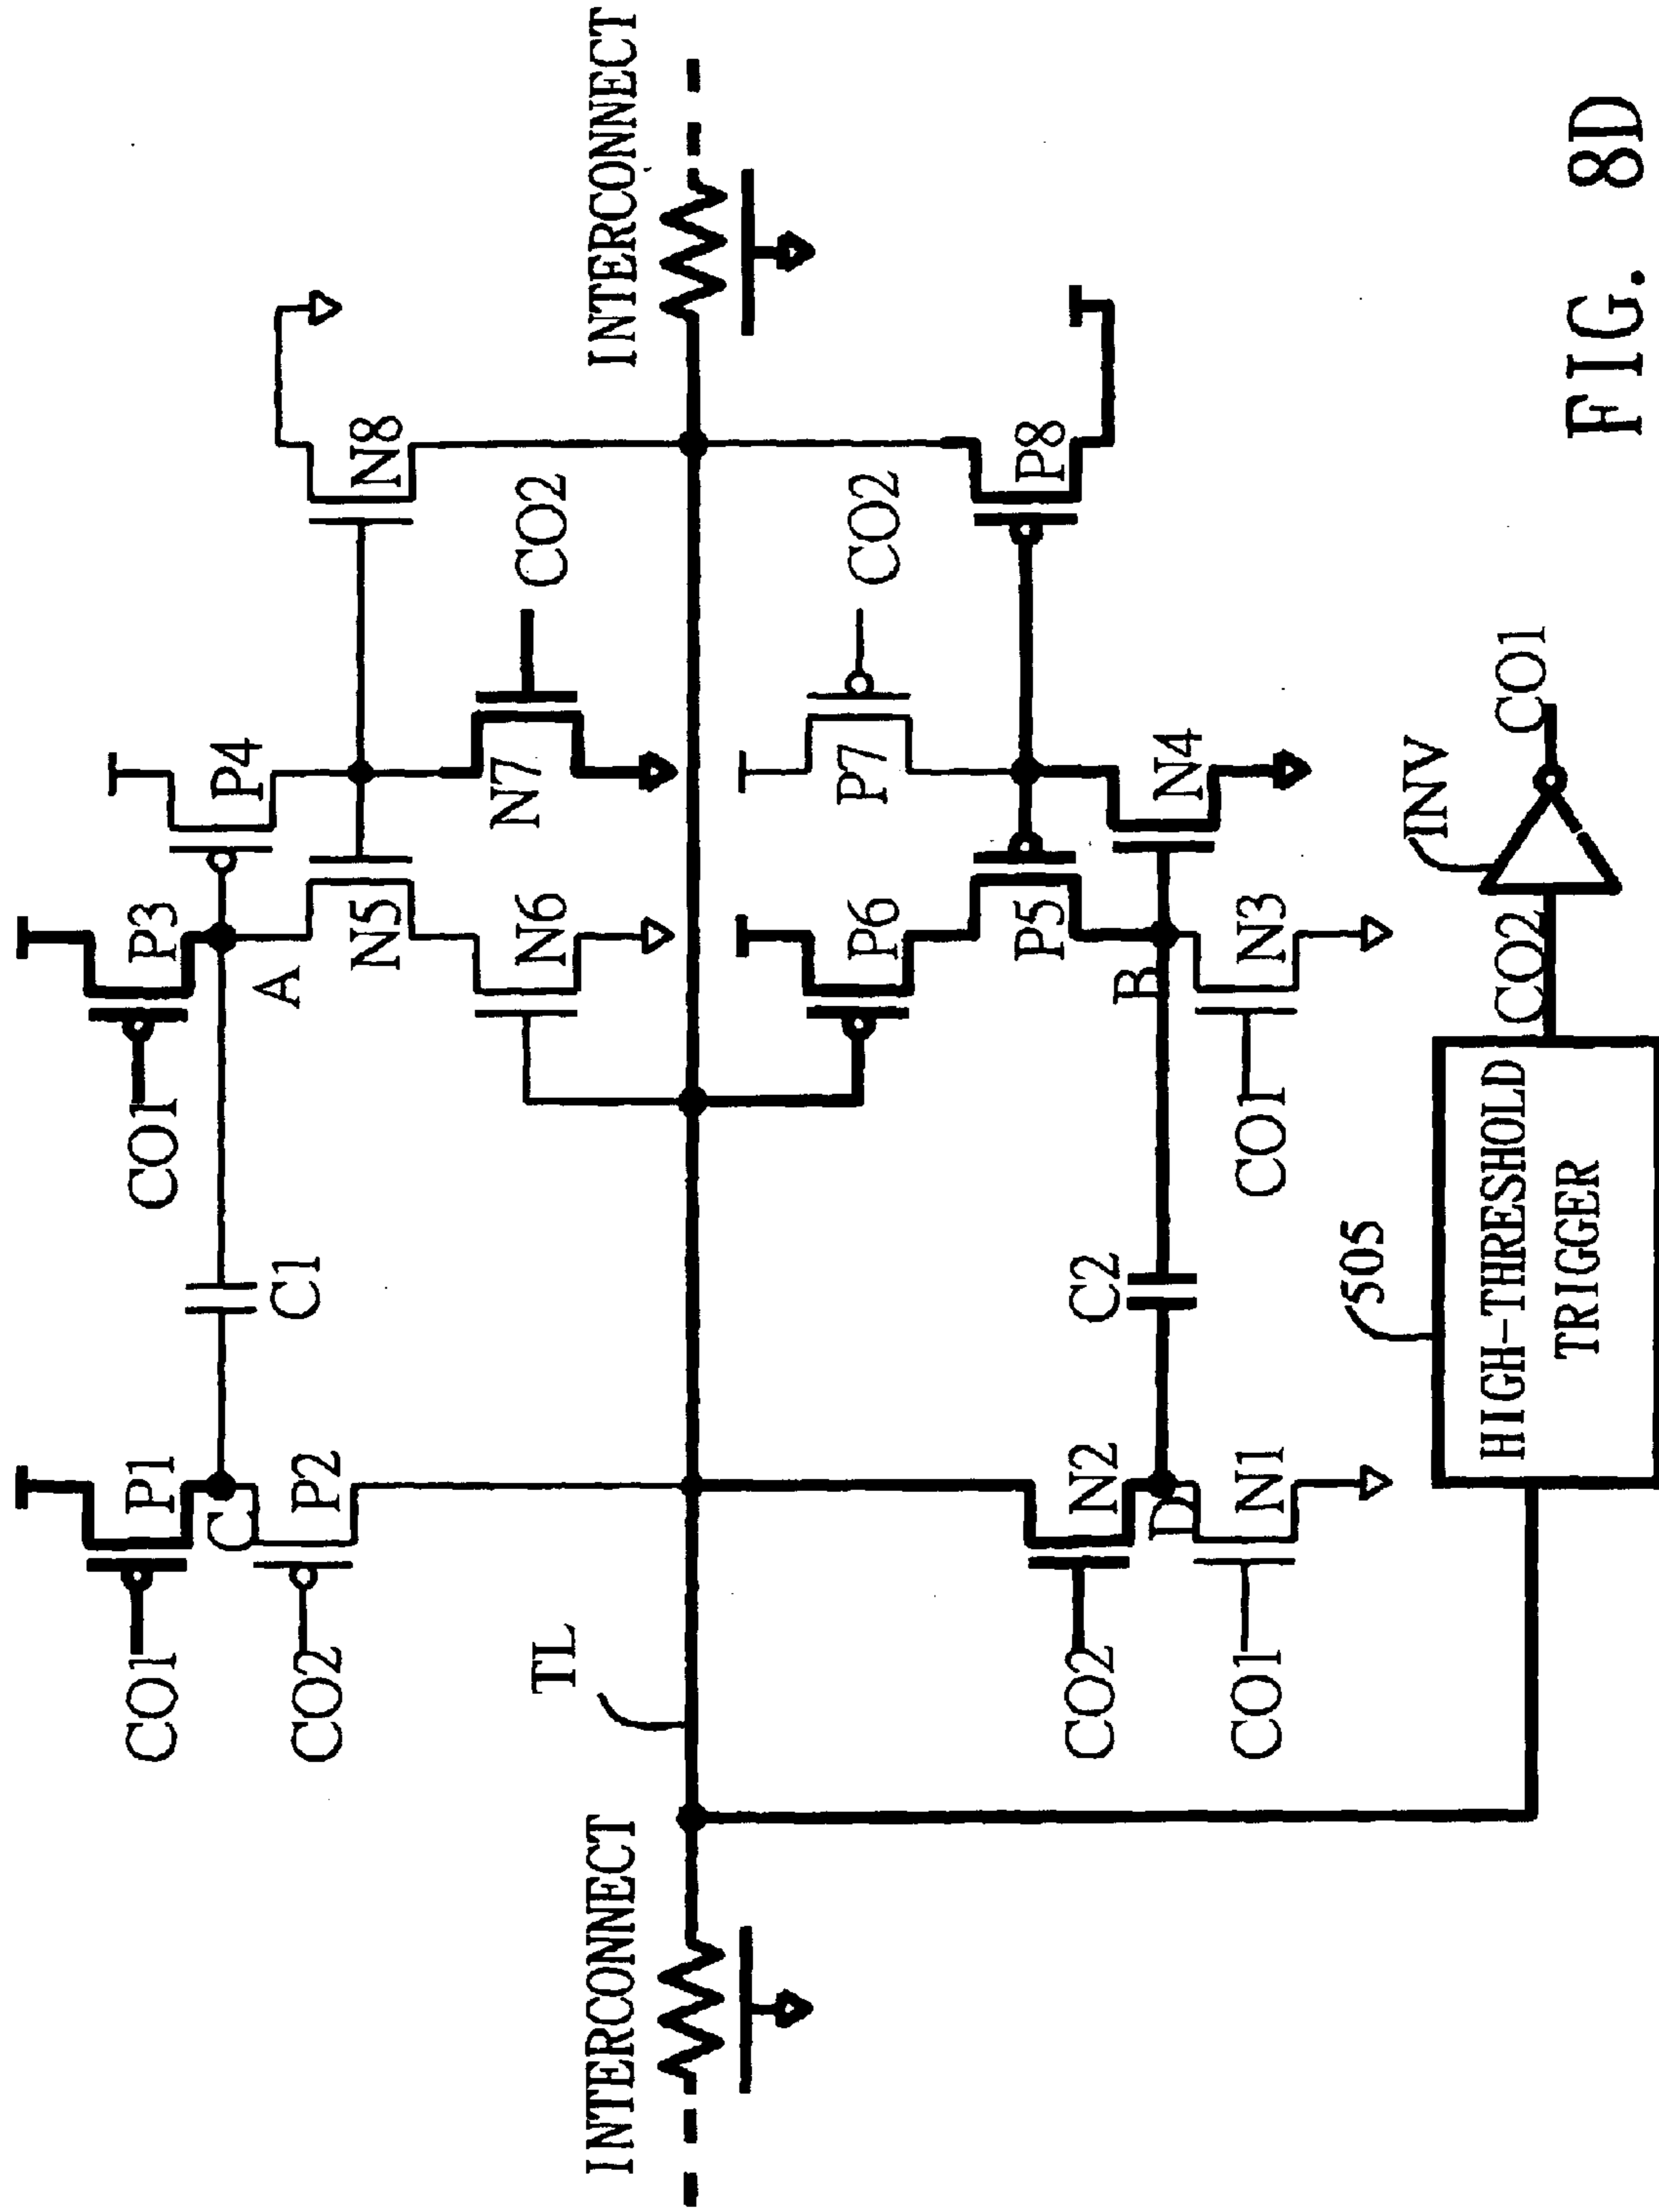 CO1
P1
C
CO2
P2
C1
CO1
P3
A
P4
N5
N6
N7
CO2
N8
INTERCONNECT
TL
INTERCONNECT
CO2
N2
D
CO1
N1
C2
B
CO1
N3
P6
P5
P7
CO2
N4
P8
505
HIGH-THRESHOLD
TRIGGER
CO2
INV
CO1
FIG. 8D